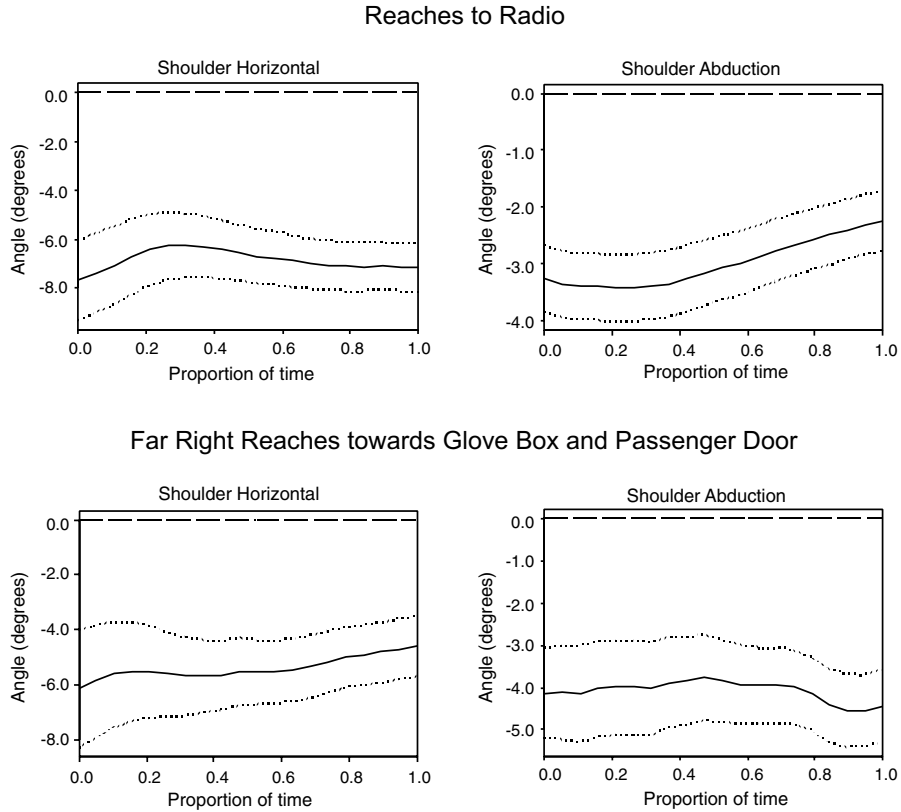 Reaches to Radio
Shoulder Horizontal
Angle (degrees)
0.0
-2.0
-4.0
-6.0
-8.0
0.0 0.2 0.4 0.6 0.8 1.0
Proportion of time
Shoulder Abduction
Angle (degrees)
0.0
-1.0
-2.0
-3.0
-4.0
0.0 0.2 0.4 0.6 0.8 1.0
Proportion of time
Far Right Reaches towards Glove Box and Passenger Door
Shoulder Horizontal
Angle (degrees)
0.0
-2.0
-4.0
-6.0
-8.0
0.0 0.2 0.4 0.6 0.8 1.0
Proportion of time
Shoulder Abduction
Angle (degrees)
0.0
-1.0
-2.0
-3.0
-4.0
-5.0
0.0 0.2 0.4 0.6 0.8 1.0
Proportion of time